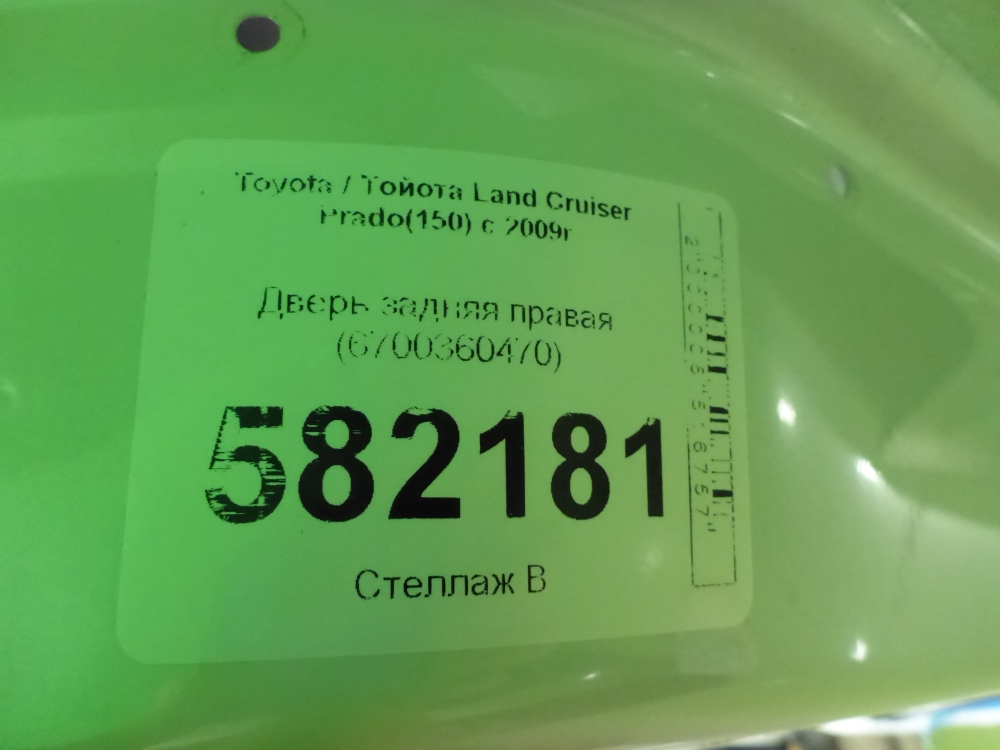 Toyota / Тойота Land Cruiser
Prado(150) с 2009г
Дверь задняя правая
(6700360470)
582181
Стеллаж В